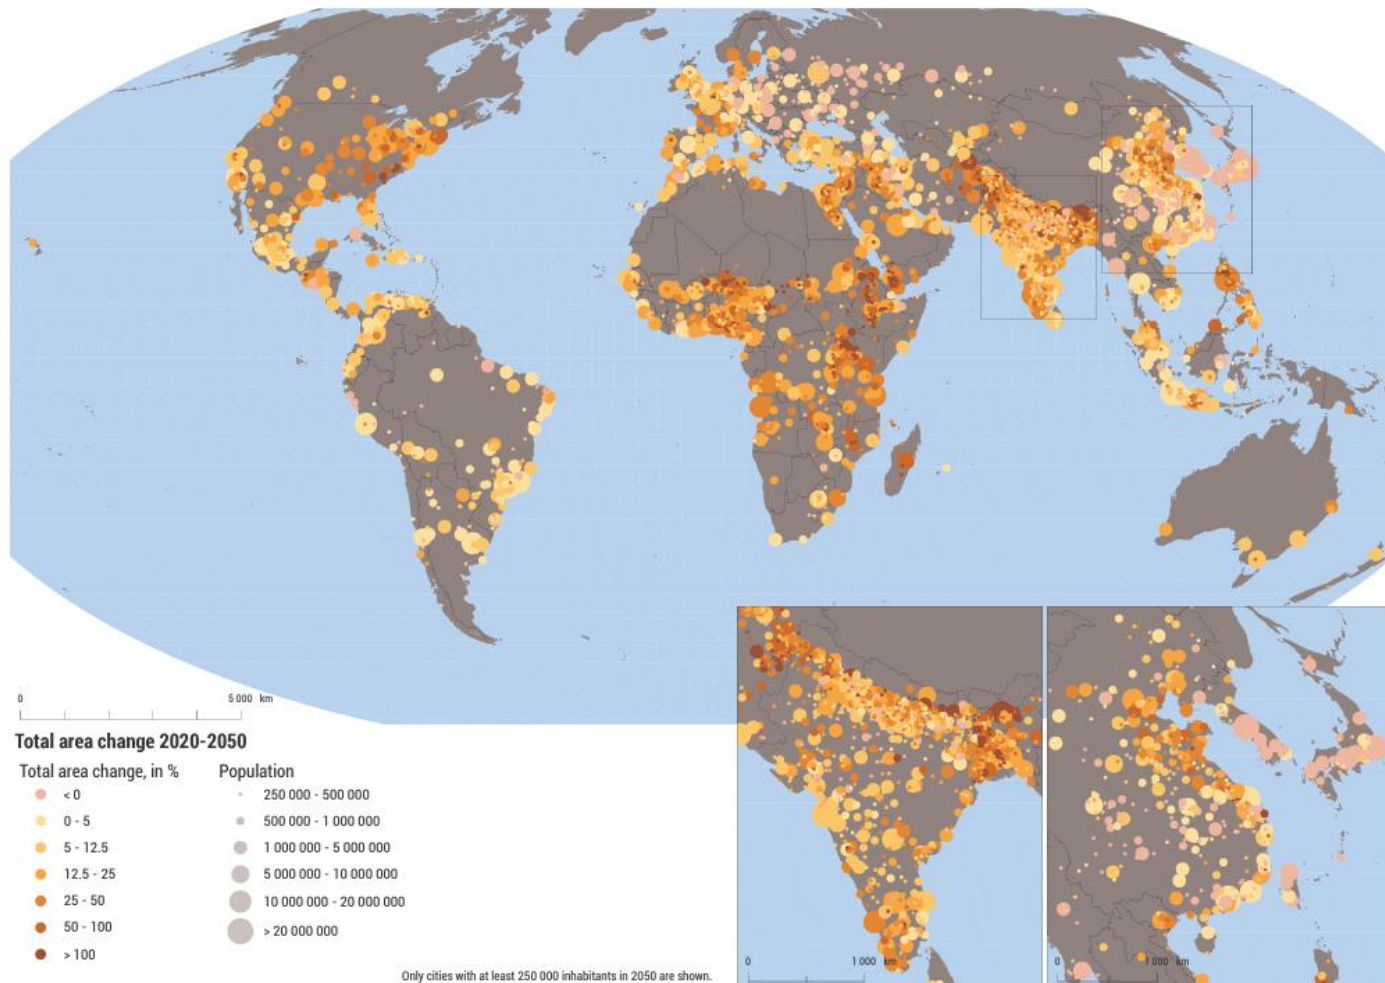 0 5 000 km
Total area change 2020-2050
Total area change, in %
< 0
0 - 5
5 - 12.5
12.5 - 25
25 - 50
50 - 100
> 100
Population
250 000 - 500 000
500 000 - 1 000 000
1 000 000 - 5 000 000
5 000 000 - 10 000 000
10 000 000 - 20 000 000
> 20 000 000
Only cities with at least 250 000 inhabitants in 2050 are shown.
0 1 000 km
0 1 000 km